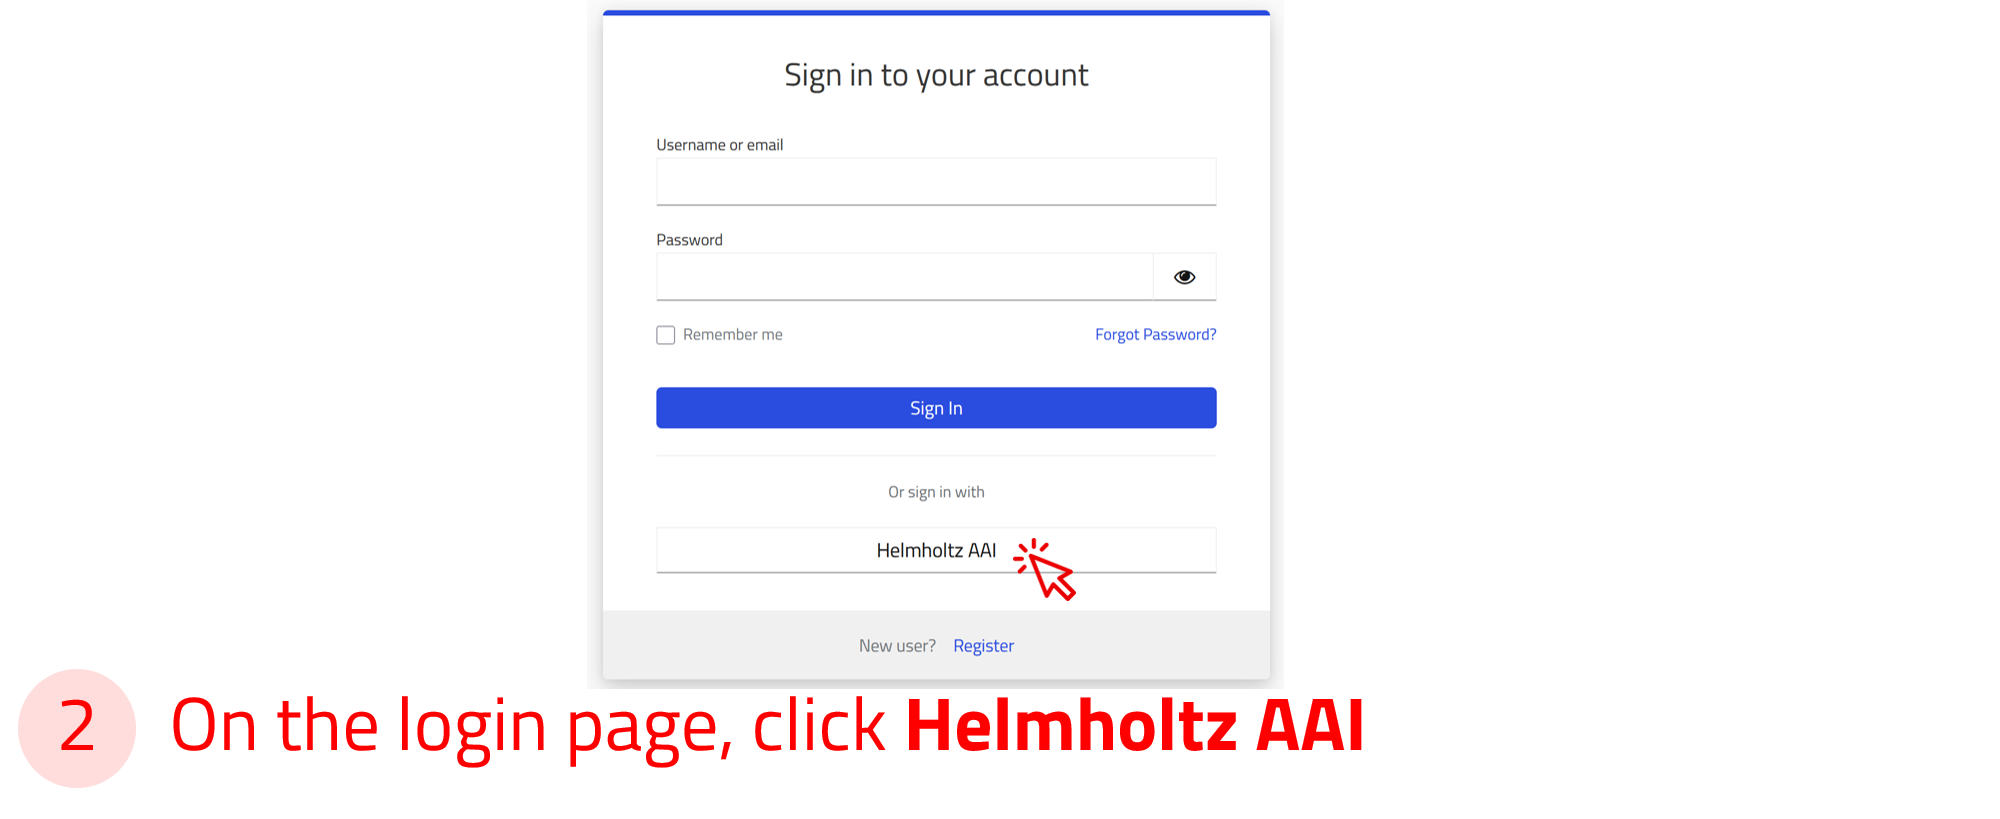 Sign in to your account
Username or email
Password
Remember me Forgot Password?
Sign In
Or sign in with
Helmholtz AAI
New user? Register
2 On the login page, click Helmholtz AAI